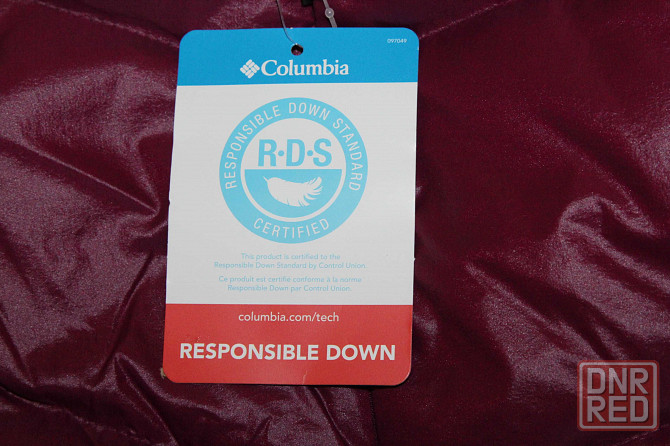 097049
Columbia
RESPONSIBLE DOWN STANDARD
R·D·S
CERTIFIED
This product is certified to the
Responsible Down Standard by Control Union.
Ce produit est certifié conforme à la norme
Responsible Down par Control Union.
columbia.com/tech
RESPONSIBLE DOWN
DNR
RED